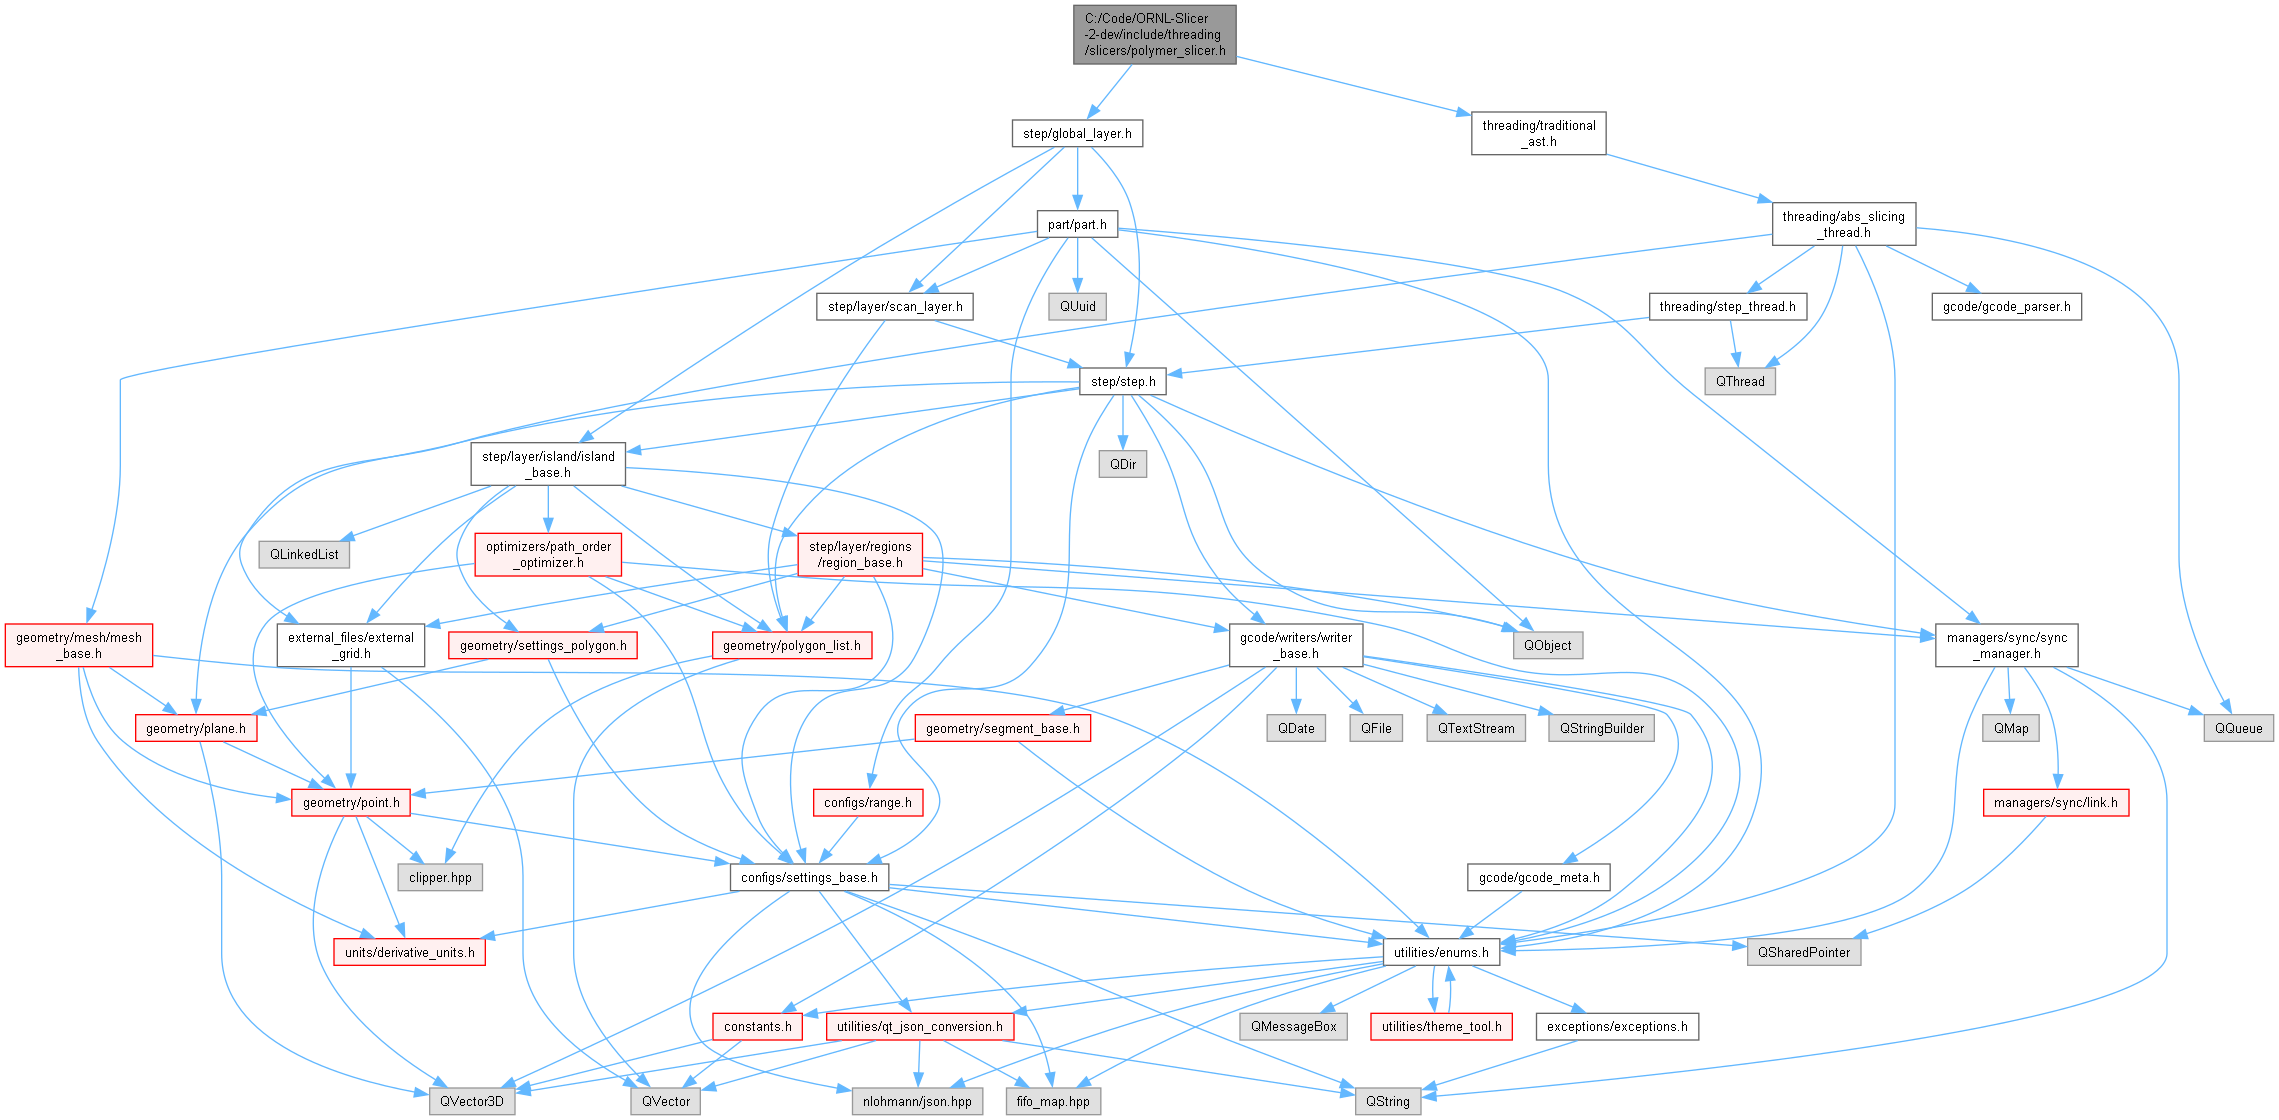 C:/Code/ORNL-Slicer
-2-dev/include/threading
/slicers/polymer_slicer.h
step/global_layer.h
threading/traditional
_ast.h
part/part.h
threading/abs_slicing
_thread.h
step/layer/scan_layer.h
QUuid
threading/step_thread.h
gcode/gcode_parser.h
step/step.h
QThread
step/layer/island/island
_base.h
QDir
QLinkedList
optimizers/path_order
_optimizer.h
step/layer/regions
/region_base.h
geometry/mesh/mesh
_base.h
external_files/external
_grid.h
geometry/settings_polygon.h
geometry/polygon_list.h
gcode/writers/writer
_base.h
QObject
managers/sync/sync
_manager.h
geometry/plane.h
geometry/segment_base.h
QDate
QFile
QTextStream
QStringBuilder
QMap
QQueue
geometry/point.h
configs/range.h
managers/sync/link.h
clipper.hpp
configs/settings_base.h
gcode/gcode_meta.h
units/derivative_units.h
utilities/enums.h
QSharedPointer
constants.h
utilities/qt_json_conversion.h
QMessageBox
utilities/theme_tool.h
exceptions/exceptions.h
QVector3D
QVector
nlohmann/json.hpp
fifo_map.hpp
QString